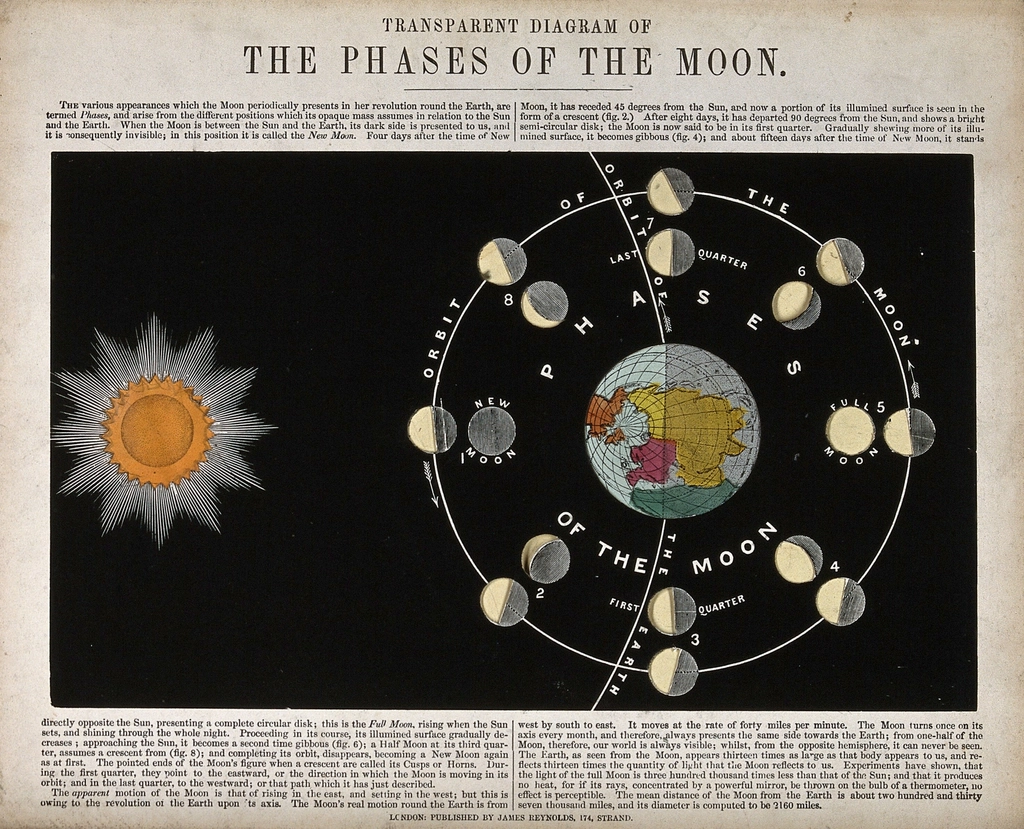 TRANSPARENT DIAGRAM OF
THE PHASES OF THE MOON.
THE various appearances which the Moon periodically presents in her revolution round the Earth, are
termed Phases, and arise from the different positions which its opaque mass assumes in relation to the Sun
and the Earth. When the Moon is between the Sun and the Earth, its dark side is presented to us, and
it is consequently invisible; in this position it is called the New Moon. Four days after the time of New
Moon, it has receded 45 degrees from the Sun, and now a portion of its illumined surface is seen in the
form of a crescent (fig. 2.) After eight days, it has departed 90 degrees from the Sun, and shows a bright
semi-circular disk; the Moon is now said to be in its first quarter. Gradually shewing more of its illu-
mined surface, it becomes gibbous (fig. 4); and about fifteen days after the time of New Moon, it stands
ORBIT OF THE MOON
ORBIT OF THE EARTH
7
LAST QUARTER
6
8
PHASES
OF THE MOON
NEW
1 MOON
FULL 5
MOON
2
4
FIRST QUARTER
3
directly opposite the Sun, presenting a complete circular disk; this is the Full Moon, rising when the Sun
sets, and shining through the whole night. Proceeding in its course, its illumined surface gradually de-
creases; approaching the Sun, it becomes a second time gibbous (fig. 6); a Half Moon at its third quar-
ter, assumes a crescent from (fig. 8); and completing its orbit, disappears, becoming a New Moon again
as at first. The pointed ends of the Moon's figure when a crescent are called its Cusps or Horns. Dur-
ing the first quarter, they point to the eastward, or the direction in which the Moon is moving in its
orbit; and in the last quarter, to the westward; or that path which it has just described.
The apparent motion of the Moon is that of rising in the east, and setting in the west; but this is
owing to the revolution of the Earth upon its axis. The Moon's real motion round the Earth is from
west by south to east. It moves at the rate of forty miles per minute. The Moon turns once on its
axis every month, and therefore, always presents the same side towards the Earth; from one-half of the
Moon, therefore, our world is always visible; whilst, from the opposite hemisphere, it can never be seen.
The Earth, as seen from the Moon, appears thirteen times as large as that body appears to us, and re-
flects thirteen times the quantity of light that the Moon reflects to us. Experiments have shown, that
the light of the full Moon is three hundred thousand times less than that of the Sun; and that it produces
no heat, for if its rays, concentrated by a powerful mirror, be thrown on the bulb of a thermometer, no
effect is perceptible. The mean distance of the Moon from the Earth is about two hundred and thirty
seven thousand miles, and its diameter is computed to be 2160 miles.
LONDON: PUBLISHED BY JAMES REYNOLDS, 174, STRAND.